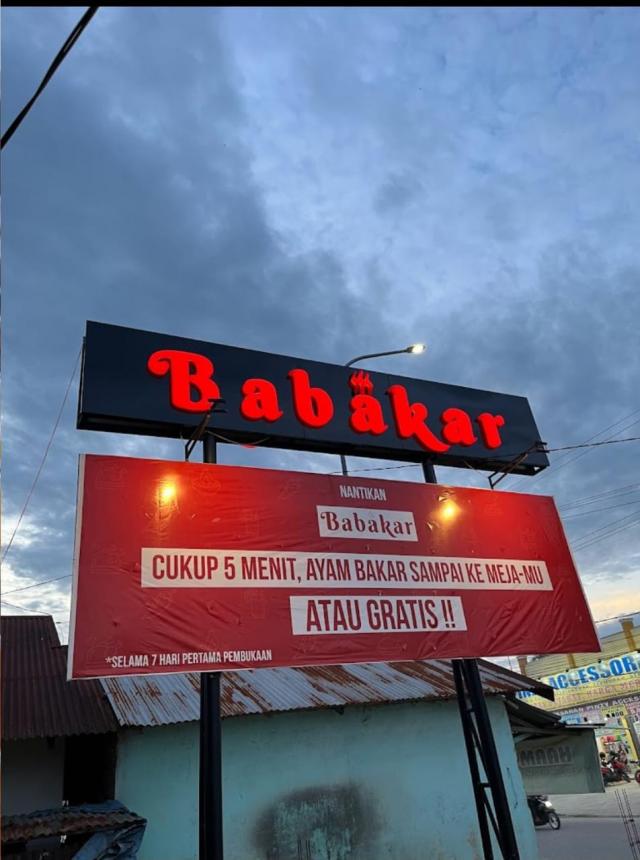 Babakar
NANTIKAN
Babakar
CUKUP 5 MENIT, AYAM BAKAR SAMPAI KE MEJA-MU
ATAU GRATIS !!
*SELAMA 7 HARI PERTAMA PEMBUKAAN
ACCESSOR